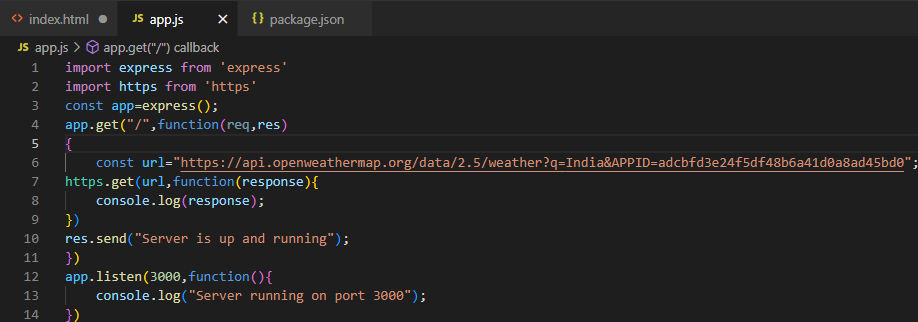 index.html
app.js
package.json
app.js > app.get("/") callback
1 import express from 'express'
2 import https from 'https'
3 const app=express();
4 app.get("/",function(req,res)
5 {
6 const url="https://api.openweathermap.org/data/2.5/weather?q=India&APPID=adcbfd3e24f5df48b6a41d0a8ad45bd0";
7 https.get(url,function(response){
8 console.log(response);
9 })
10 res.send("Server is up and running");
11 })
12 app.listen(3000,function(){
13 console.log("Server running on port 3000");
14 })